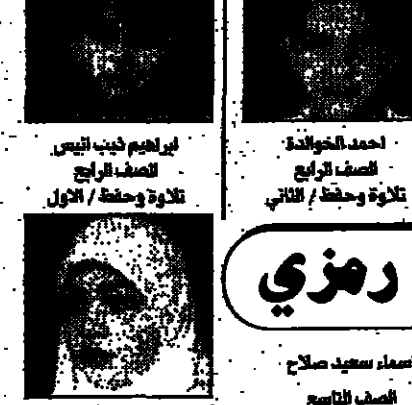 احمد الخوالدة
الصف الرابع
تلاوة وحفظ / الثاني
ابراهيم ذيب
الصف الرابع
تلاوة وحفظ / الاول
رمزي
سعيد صلاح
الصف التاسع